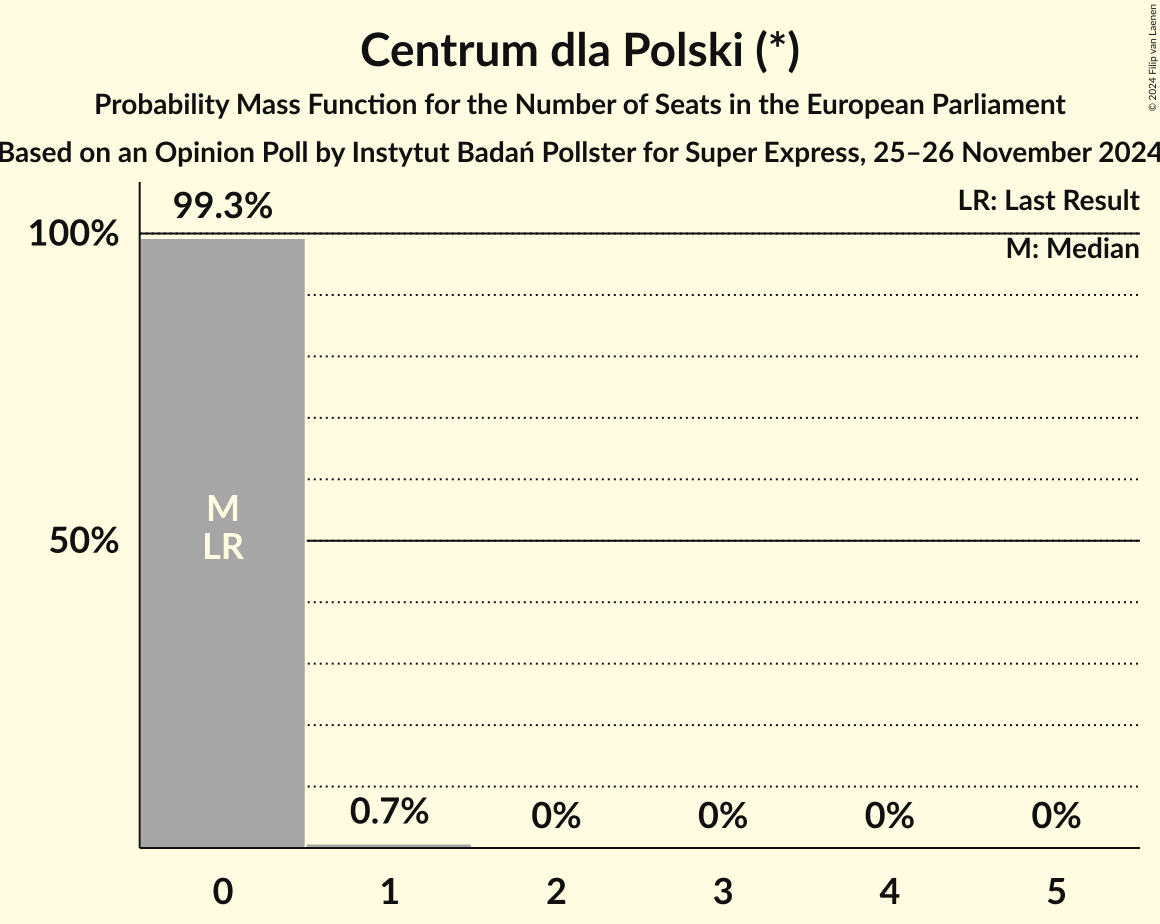 Centrum dla Polski (*)
Probability Mass Function for the Number of Seats in the European Parliament
Based on an Opinion Poll by Instytut Badań Pollster for Super Express, 25–26 November 2024
© 2024 Filip van Laenen
LR: Last Result
M: Median
100%
50%
99.3%
M
LR
0.7%
0%
0%
0%
0%
0
1
2
3
4
5